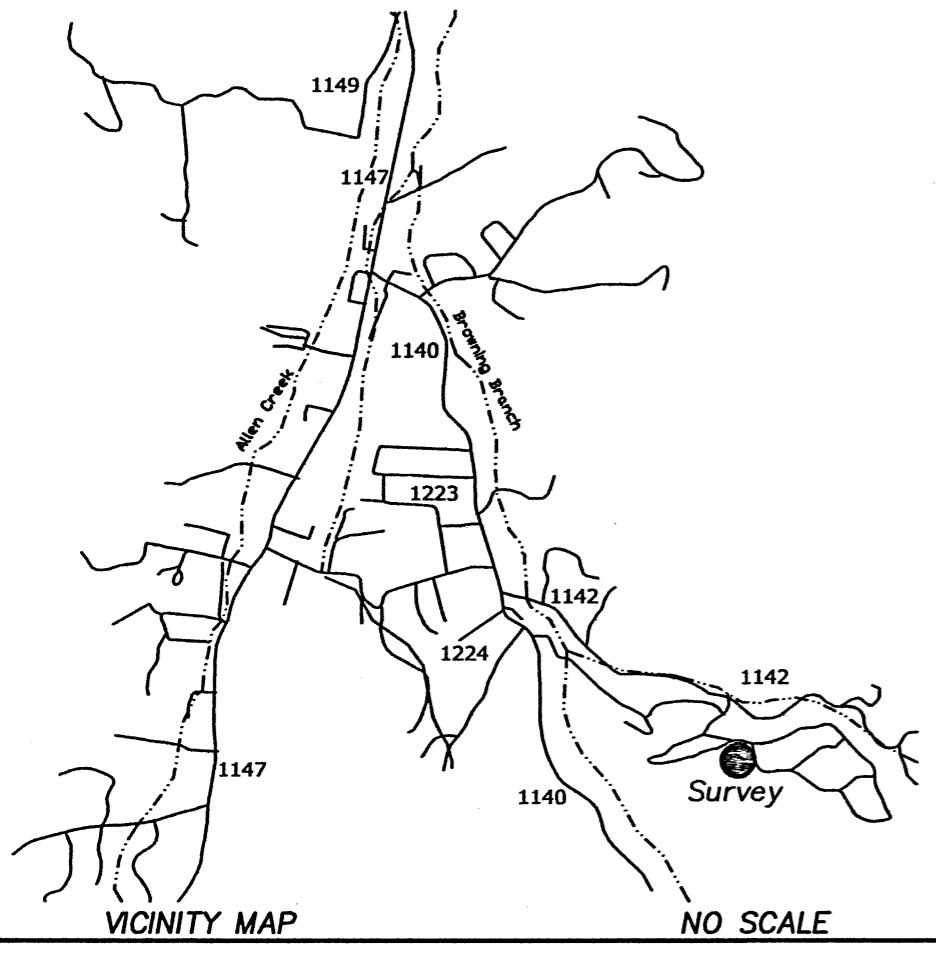 1149
1147
Browning Branch
1140
Allen Creek
1223
1142
1224
1142
1147
1140
Survey
VICINITY MAP
NO SCALE